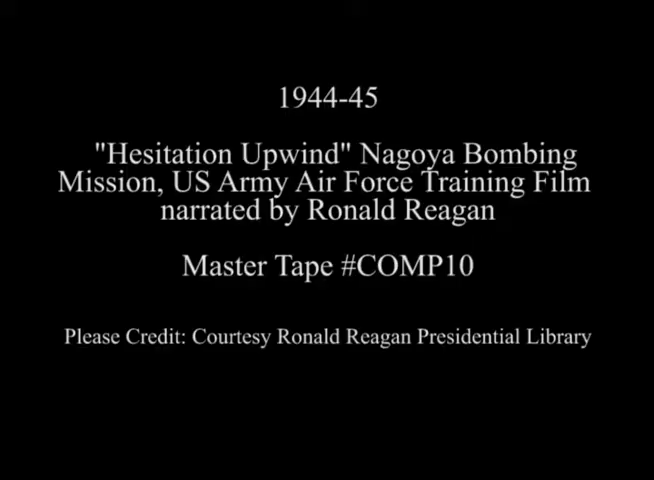 1944-45
"Hesitation Upwind" Nagoya Bombing
Mission, US Army Air Force Training Film
narrated by Ronald Reagan
Master Tape #COMP10
Please Credit: Courtesy Ronald Reagan Presidential Library